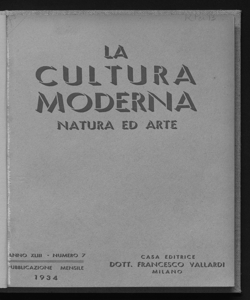 LA
CULTURA
MODERNA
NATURA ED ARTE
ANNO XLIII - NUMERO 7
PUBBLICAZIONE MENSILE
1934
CASA EDITRICE
DOTT. FRANCESCO VALLARDI
MILANO